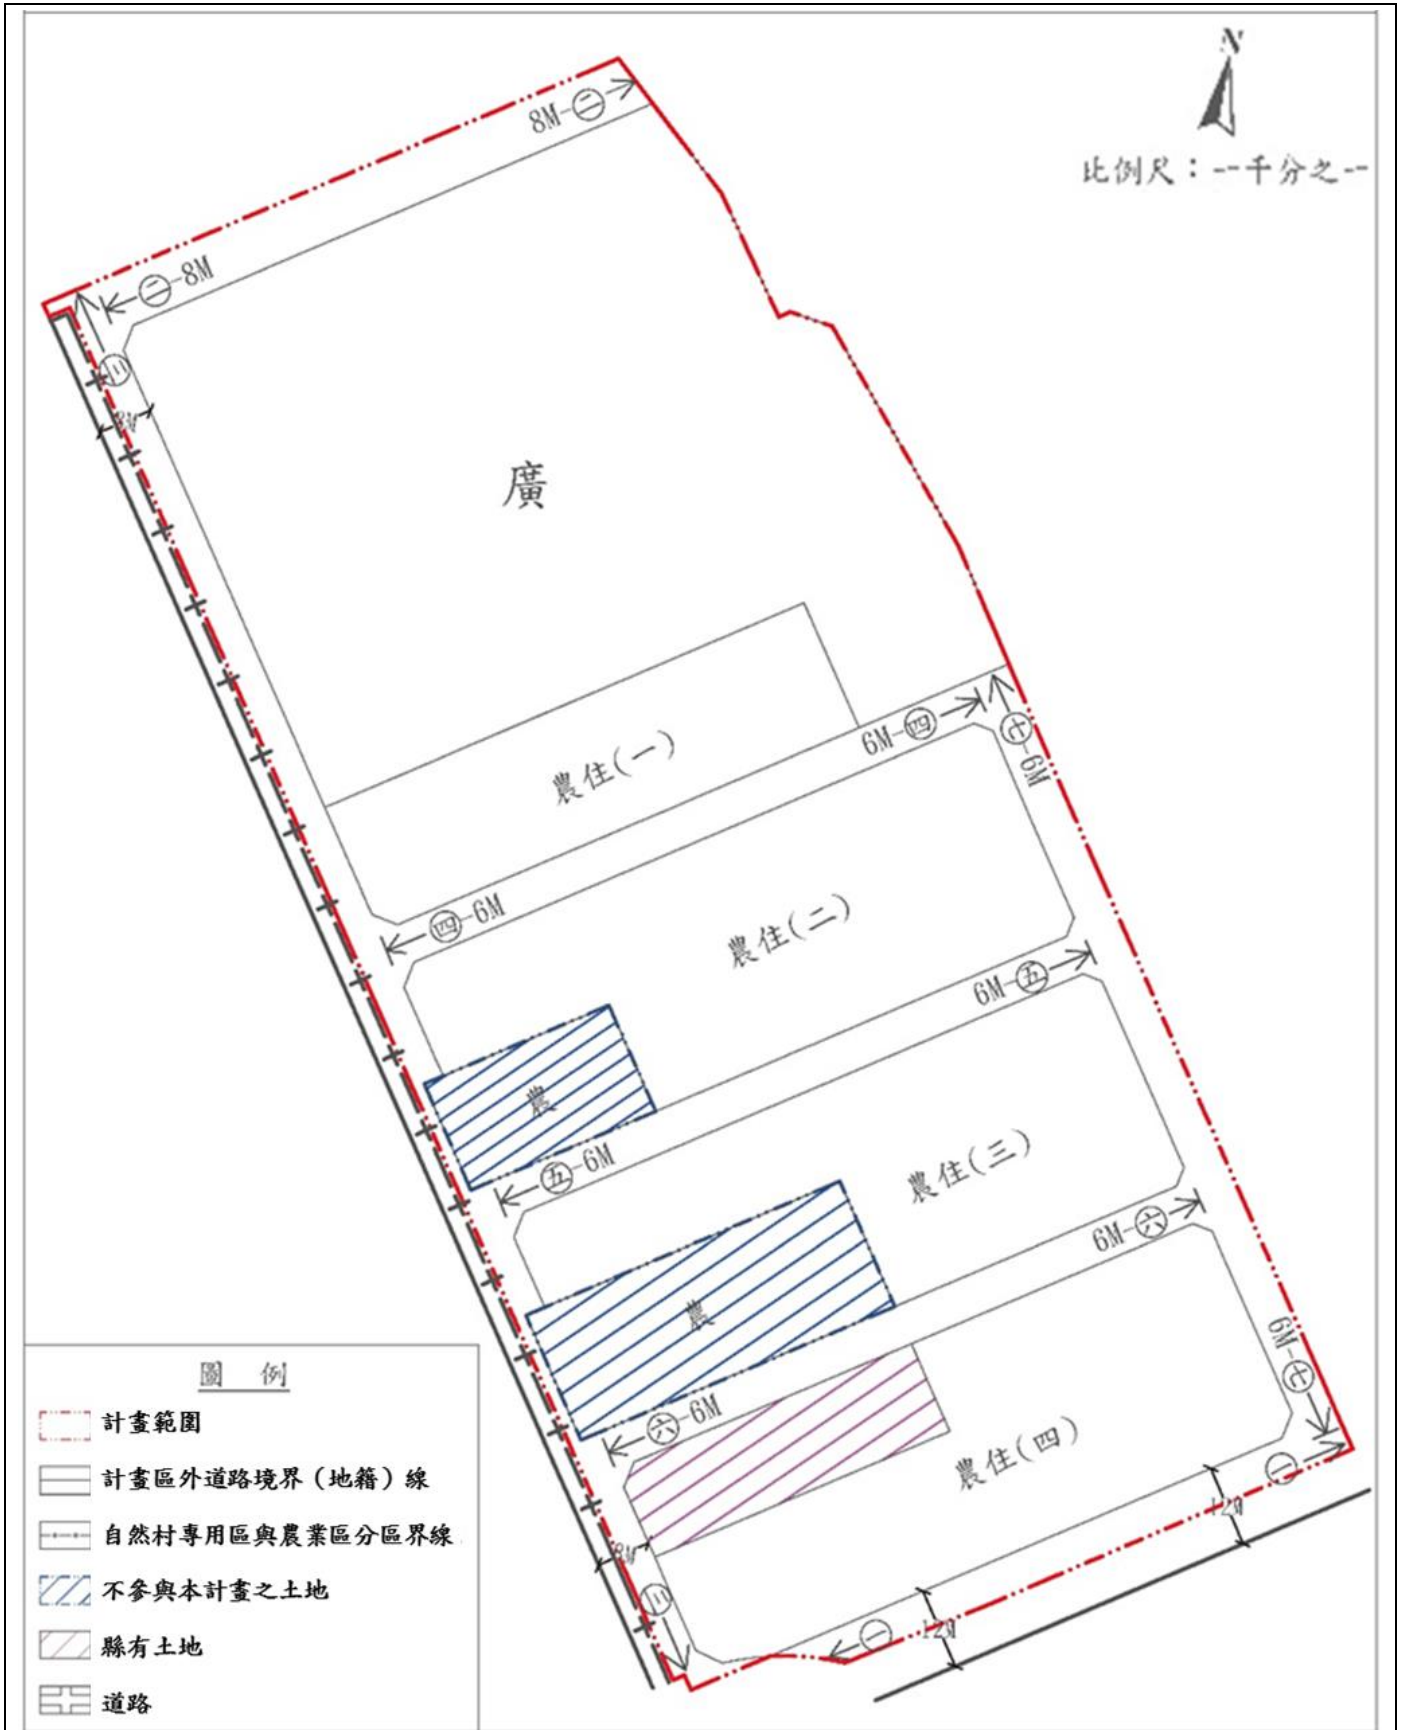 N
比例尺：一千分之一
8M-㊁
㊁-8M
㊂
8M
廣
農住(一)
6M-㊃
㊆-6M
㊃-6M
農住(二)
6M-㊄
農
㊄-6M
農住(三)
6M-㊅
農
㊅-6M
6M-㊆
農住(四)
㊀
12M
8M
㊂
㊀
12M
圖 例
計畫範圍
計畫區外道路境界（地籍）線
自然村專用區與農業區分區界線
不參與本計畫之土地
縣有土地
道路